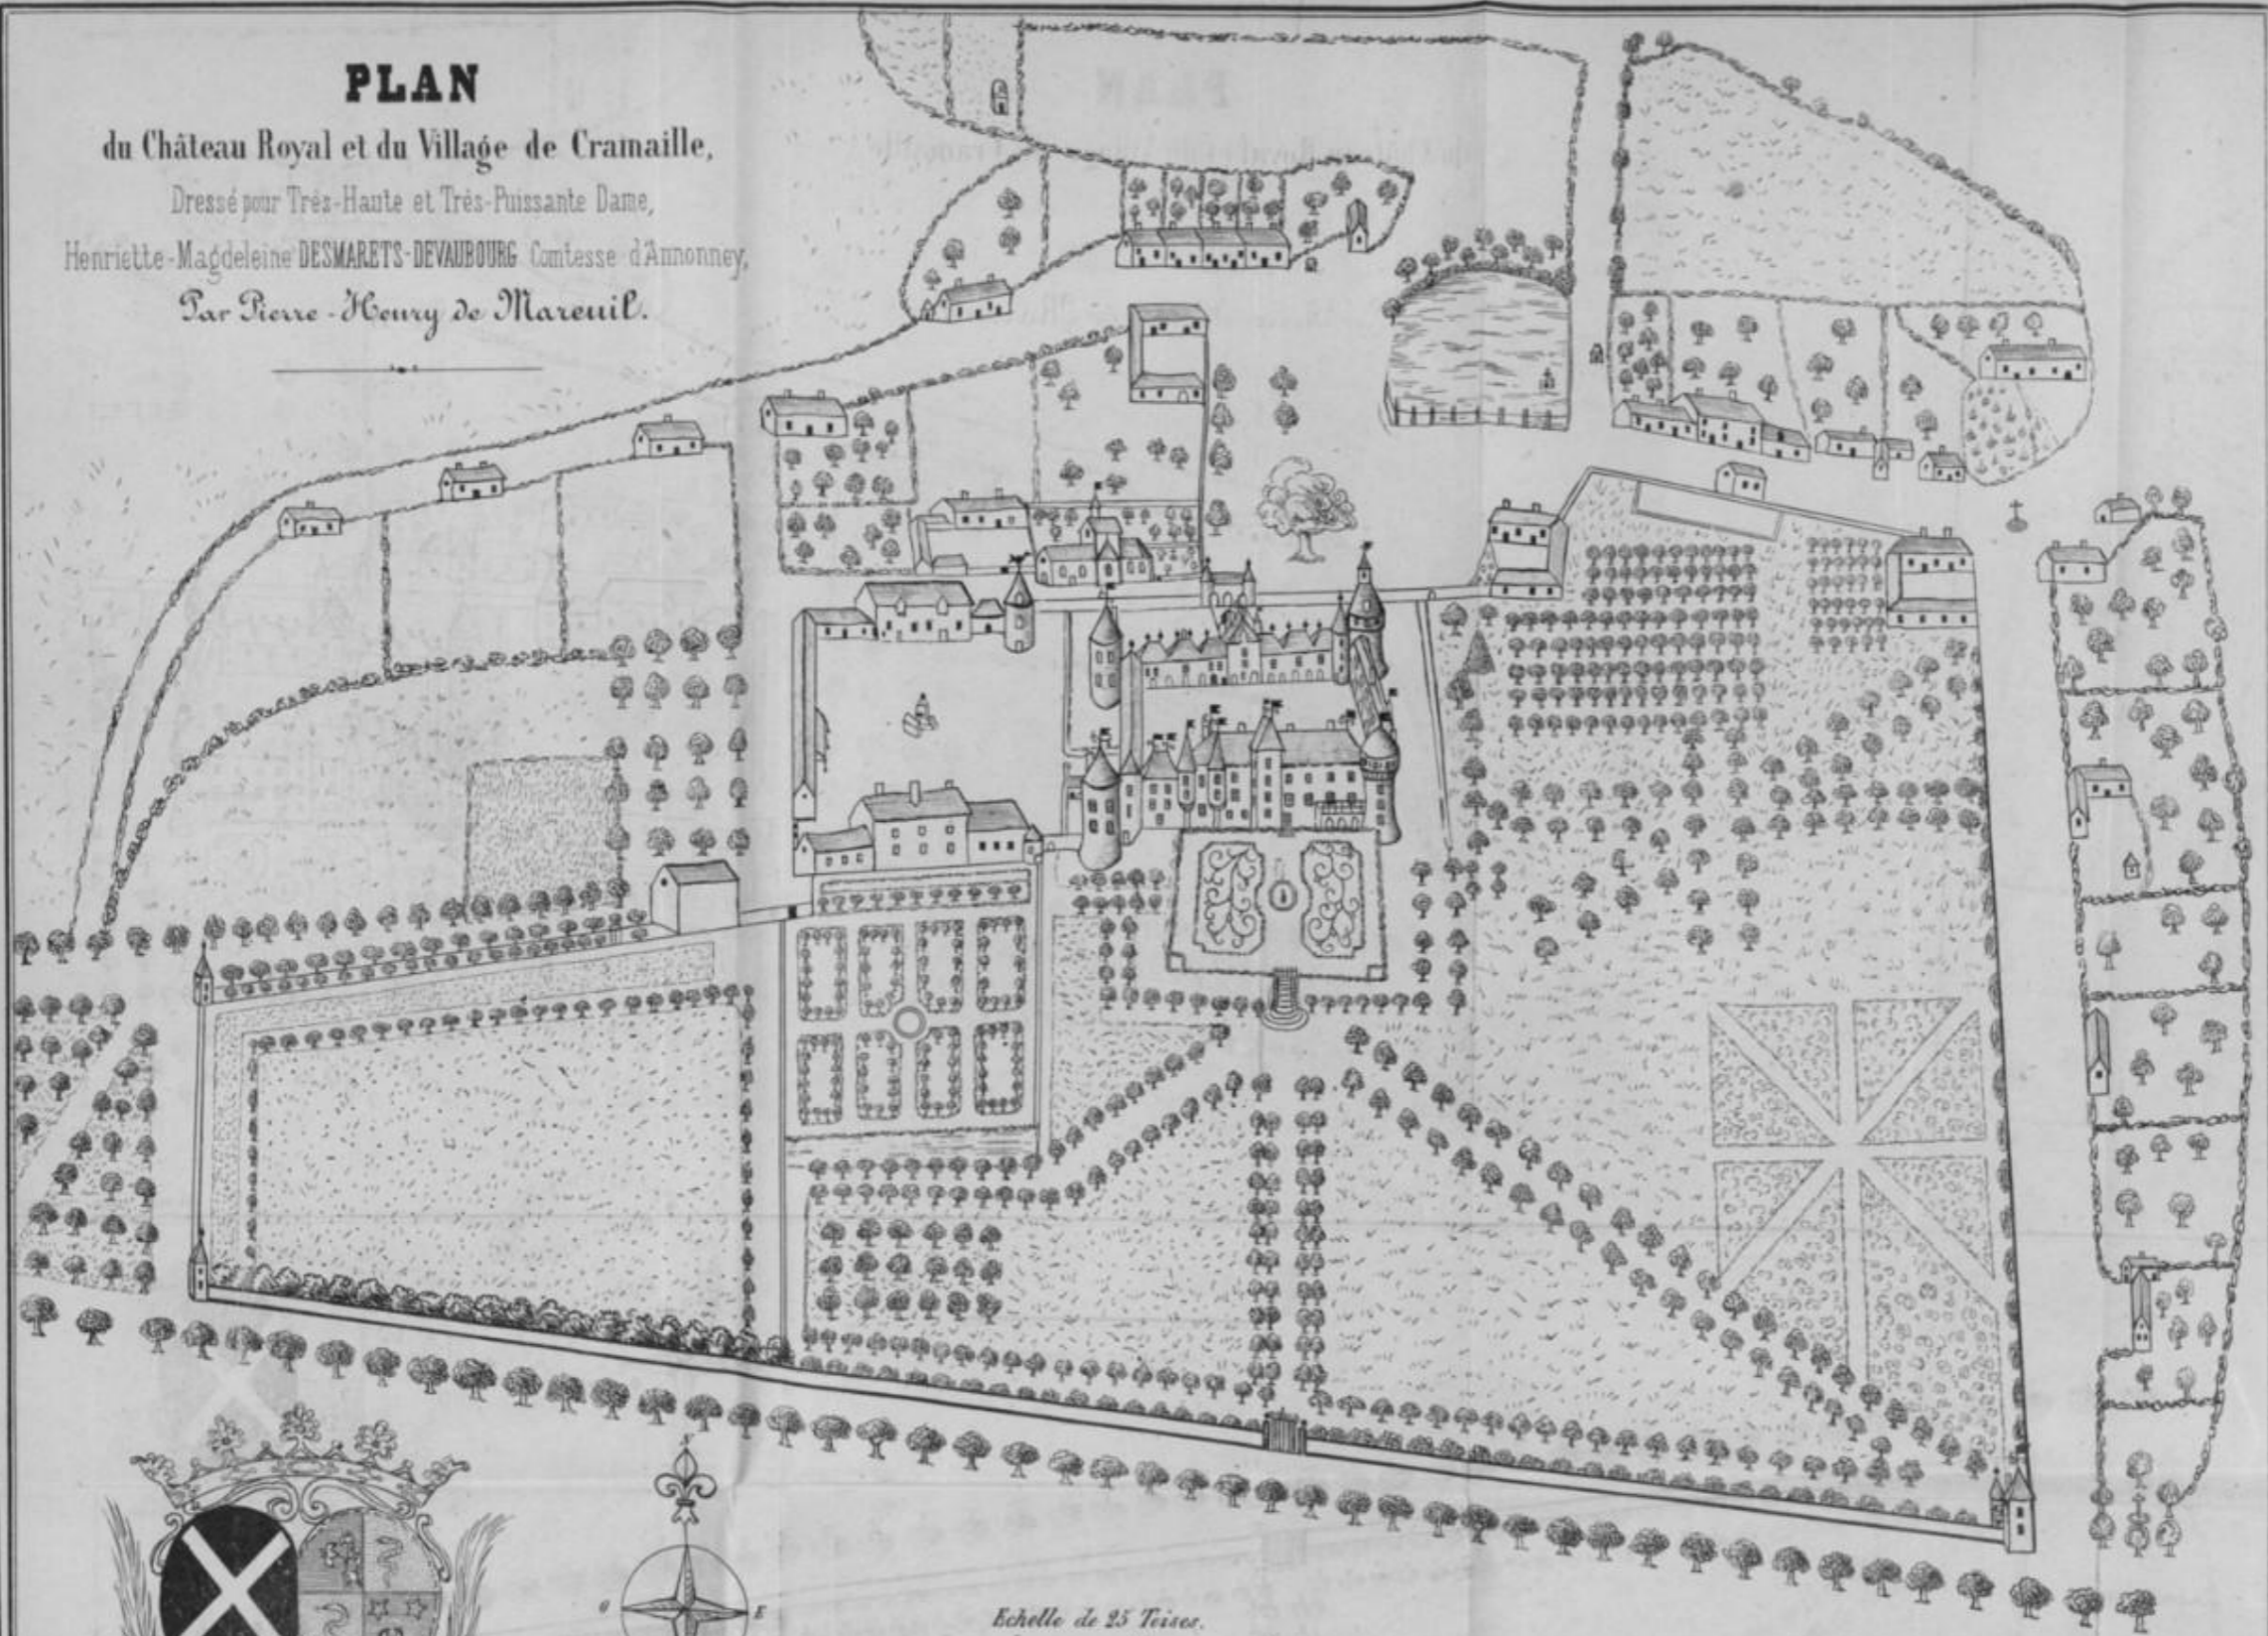 PLAN
du Château Royal et du Village de Cramaille,
Dressé pour Très-Haute et Très-Puissante Dame,
Henriette-Magdeleine DESMARETS-DEVAUBOURG Comtesse d'Annonney,
Par Pierre-Henry de Mareuil.
N
O E
Echelle de 25 Toises.